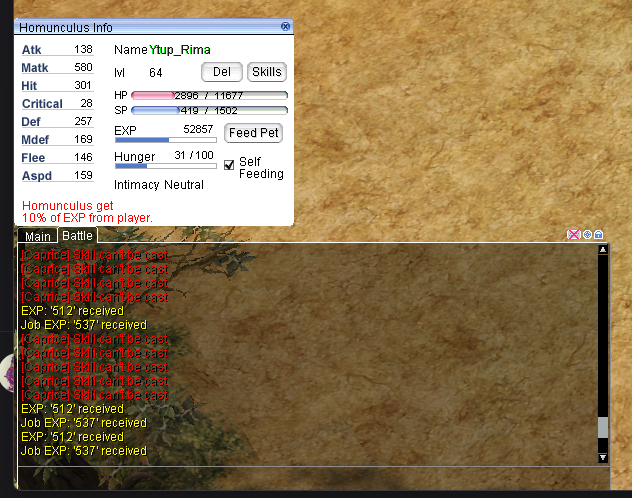 Homunculus Info
Atk 138
Matk 580
Hit 301
Critical 28
Def 257
Mdef 169
Flee 146
Aspd 159
Name Ytup_Rima
lvl 64 Del Skills
HP 2896 / 11677
SP 419 / 1502
EXP 52857 Feed Pet
Hunger 31 / 100 Self Feeding
Intimacy Neutral
Homunculus get
10% of EXP from player.
Main Battle
[Caprice] Skill can't be cast
[Caprice] Skill can't be cast
[Caprice] Skill can't be cast
[Caprice] Skill can't be cast
EXP: '512' received
Job EXP: '537' received
[Caprice] Skill can't be cast
[Caprice] Skill can't be cast
[Caprice] Skill can't be cast
[Caprice] Skill can't be cast
[Caprice] Skill can't be cast
EXP: '512' received
Job EXP: '537' received
EXP: '512' received
Job EXP: '537' received